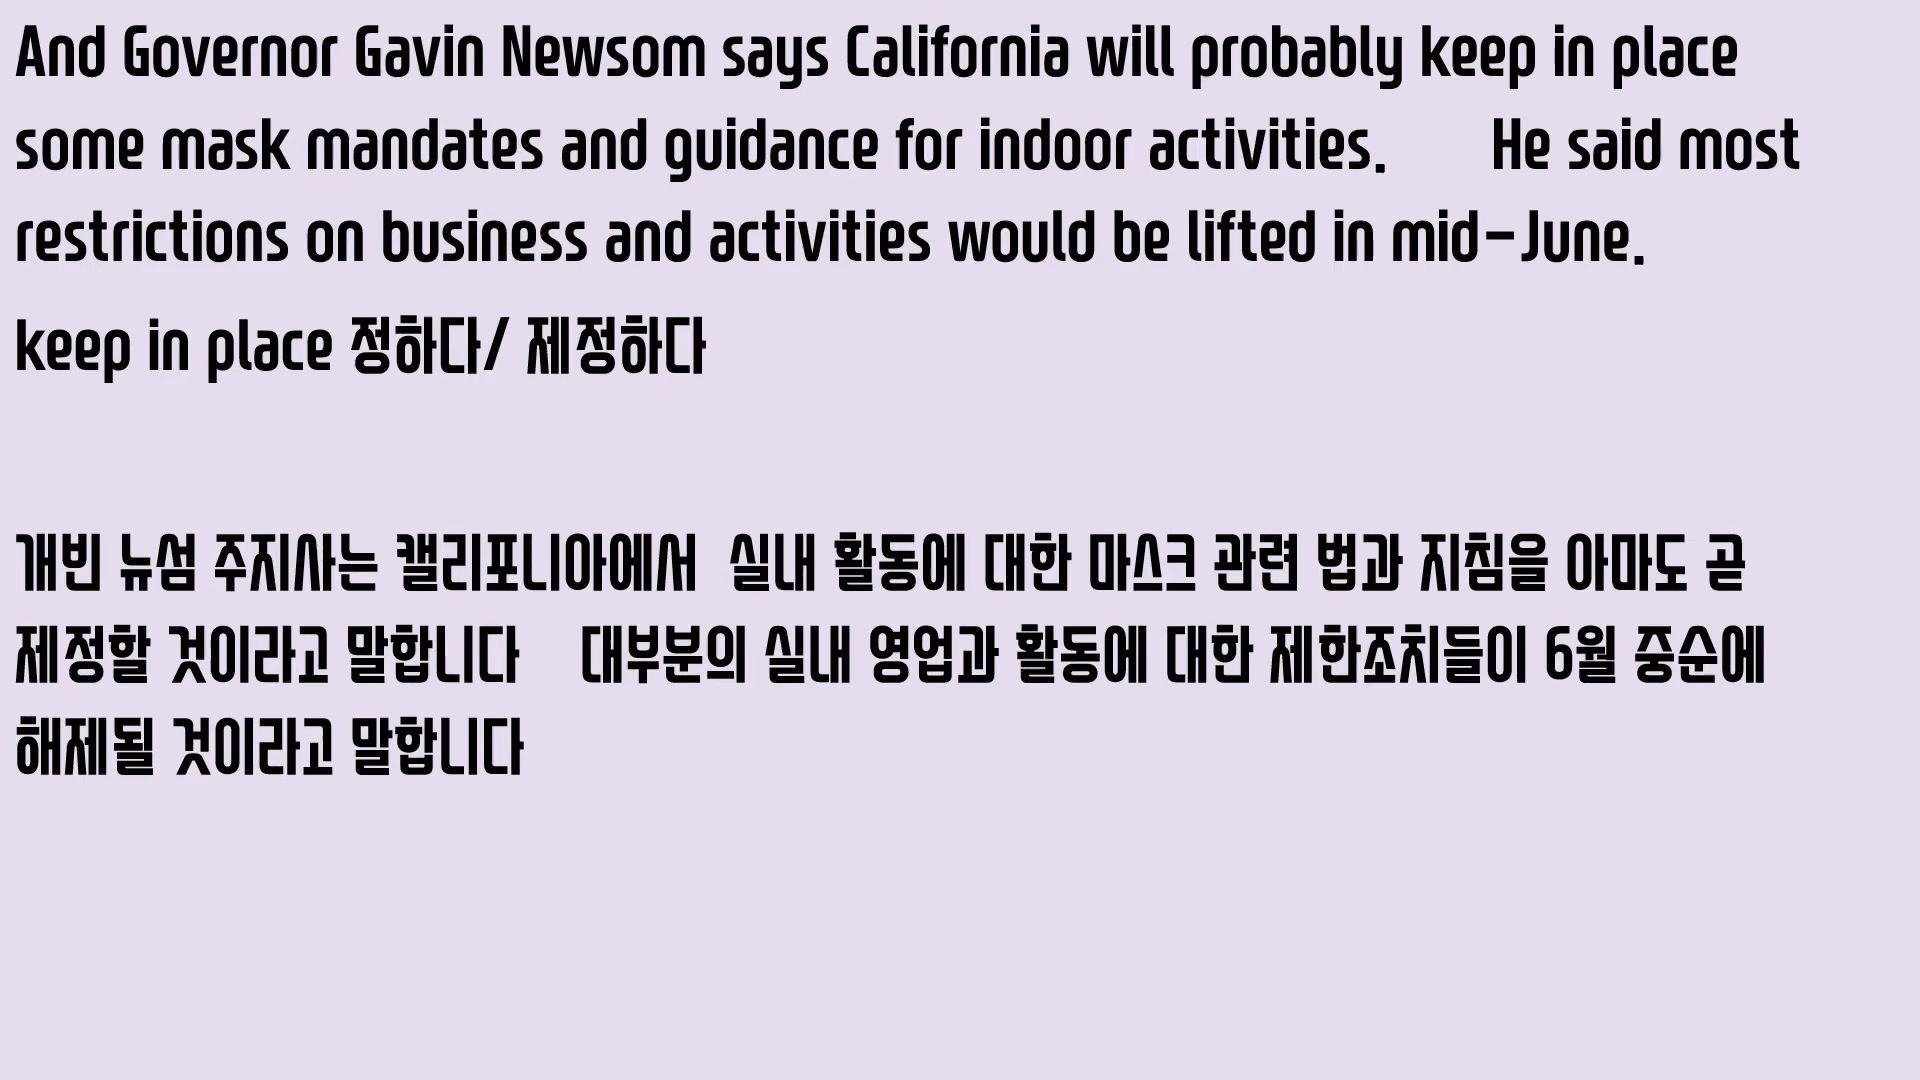 And Governor Gavin Newsom says California will probably keep in place
some mask mandates and guidance for indoor activities. He said most
restrictions on business and activities would be lifted in mid-June.
keep in place 정하다/ 제정하다
개빈 뉴섬 주지사는 캘리포니아에서 실내 활동에 대한 마스크 관련 법과 지침을 아마도 곧
제정할 것이라고 말합니다 대부분의 실내 영업과 활동에 대한 제한조치들이 6월 중순에
해제될 것이라고 말합니다